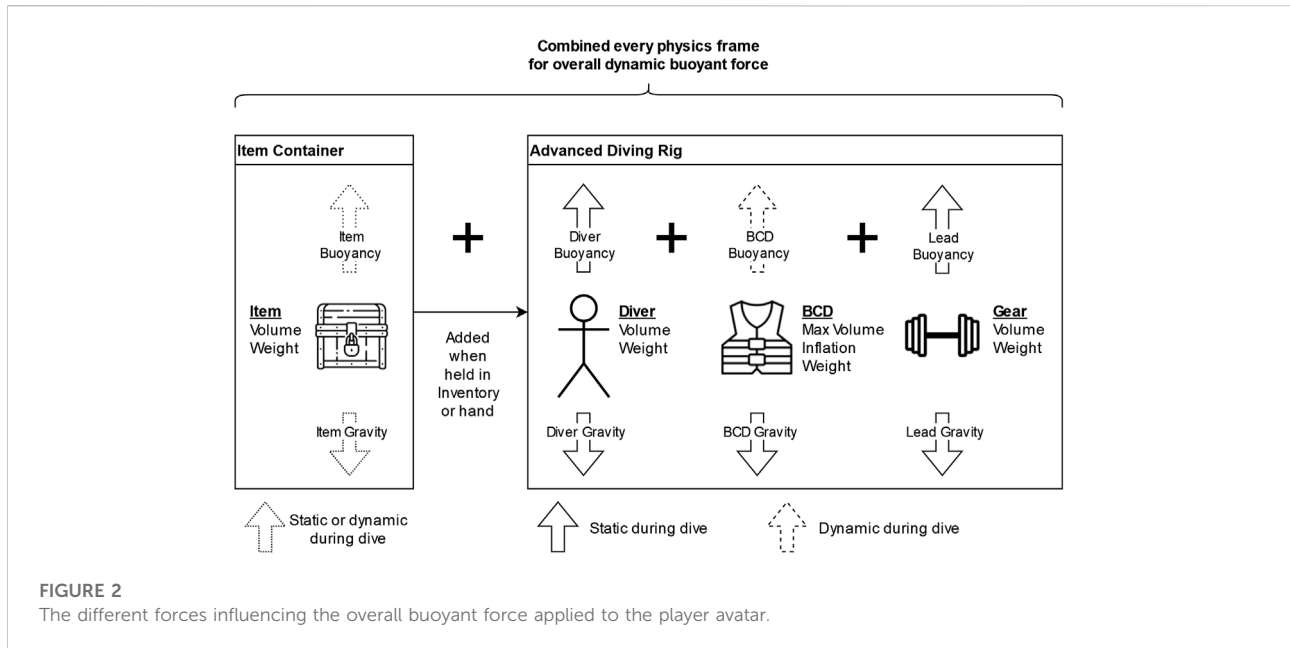 Combined every physics frame
for overall dynamic buoyant force
Item Container
Item
Buoyancy
Item
Volume
Weight
Item Gravity
Added
when
held in
Inventory
or hand
Advanced Diving Rig
Diver
Buoyancy
BCD
Buoyancy
Lead
Buoyancy
Diver
Volume
Weight
BCD
Max Volume
Inflation
Weight
Gear
Volume
Weight
Diver Gravity
BCD Gravity
Lead Gravity
Static or dynamic
during dive
Static during dive
Dynamic during dive
FIGURE 2
The different forces influencing the overall buoyant force applied to the player avatar.